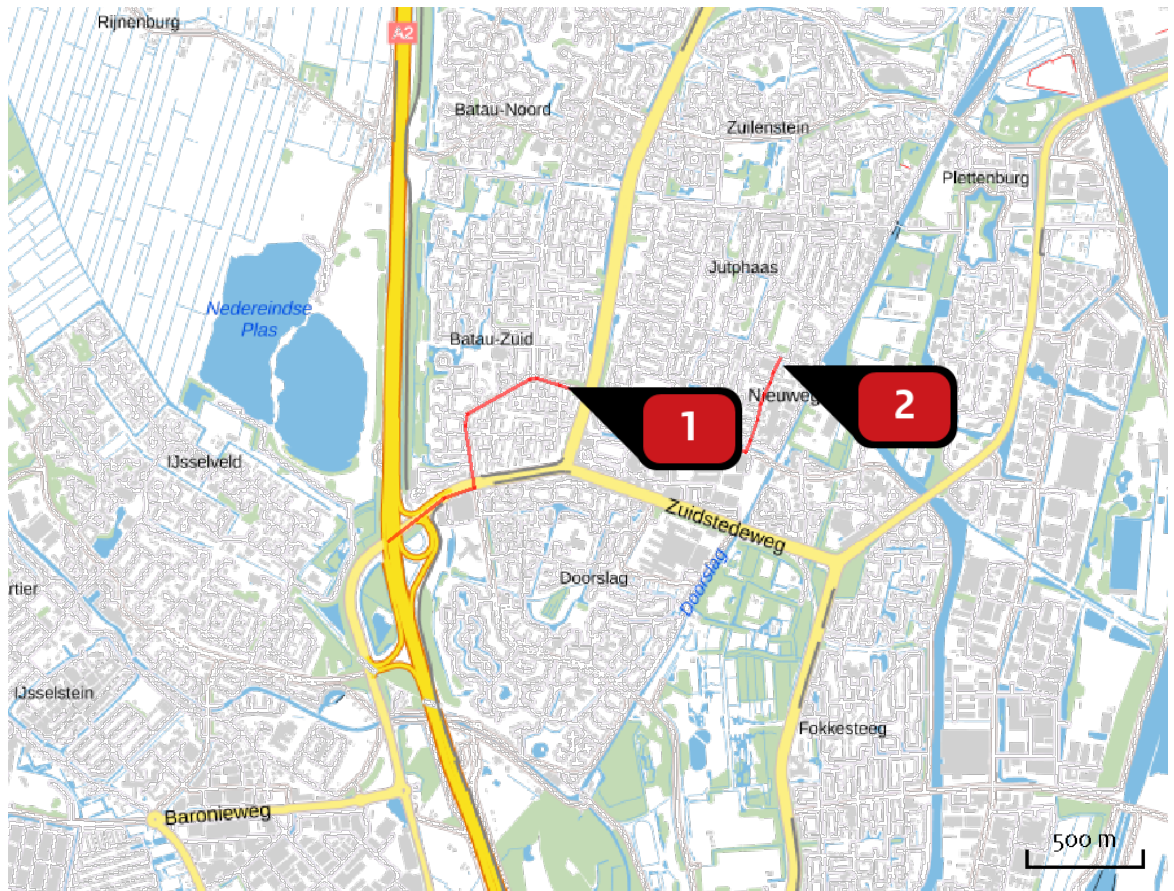 Rijnenburg
A2
Batau-Noord
Zuilenstein
Plettenburg
Jutphaas
Nedereindse
Plas
Batau-Zuid
Nieuweg
1
2
IJsselveld
Zuidstedeweg
Doorslag
Doorslag
rtier
IJsselstein
Fokkesteeg
Baronieweg
500 m